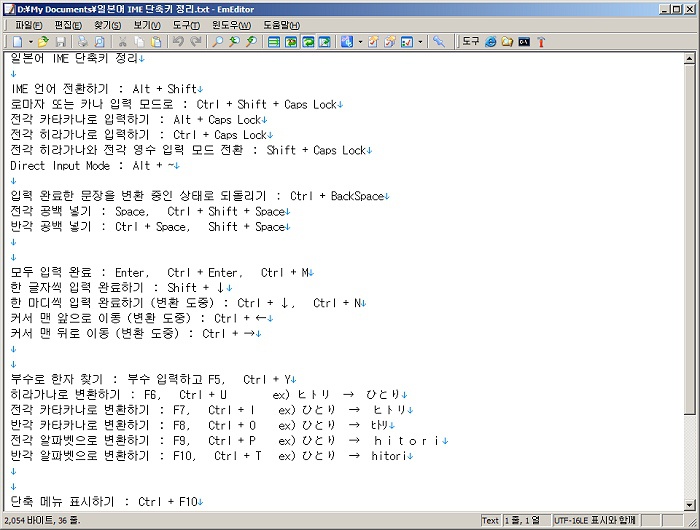 D:₩My Documents₩일본어 IME 단축키 정리.txt - EmEditor
파일(F) 편집(E) 찾기(S) 보기(V) 도구(T) 윈도우(W) 도움말(H)
도구
일본어 IME 단축키 정리↓
↓
IME 언어 전환하기 : Alt + Shift↓
로마자 또는 카나 입력 모드로 : Ctrl + Shift + Caps Lock↓
전각 카타카나로 입력하기 : Alt + Caps Lock↓
전각 히라가나로 입력하기 : Ctrl + Caps Lock↓
전각 히라가나와 전각 영수 입력 모드 전환 : Shift + Caps Lock↓
Direct Input Mode : Alt + ~↓
↓
입력 완료한 문장을 변환 중인 상태로 되돌리기 : Ctrl + BackSpace↓
전각 공백 넣기 : Space, Ctrl + Shift + Space↓
반각 공백 넣기 : Ctrl + Space, Shift + Space↓
↓
↓
모두 입력 완료 : Enter, Ctrl + Enter, Ctrl + M↓
한 글자씩 입력 완료하기 : Shift + ↓↓
한 마디씩 입력 완료하기 (변환 도중) : Ctrl + ↓, Ctrl + N↓
커서 맨 앞으로 이동 (변환 도중) : Ctrl + ←↓
커서 맨 뒤로 이동 (변환 도중) : Ctrl + →↓
↓
↓
부수로 한자 찾기 : 부수 입력하고 F5, Ctrl + Y↓
히라가나로 변환하기 : F6, Ctrl + U ex) ヒトリ → ひとり↓
전각 카타카나로 변환하기 : F7, Ctrl + I ex) ひとり → ヒトリ↓
반각 카타카나로 변환하기 : F8, Ctrl + O ex) ひとり → ﾋﾄﾘ↓
전각 알파벳으로 변환하기 : F9, Ctrl + P ex) ひとり → ｈｉｔｏｒｉ↓
반각 알파벳으로 변환하기 : F10, Ctrl + T ex) ひとり → hitori↓
↓
↓
단축 메뉴 표시하기 : Ctrl + F10↓
2,054 바이트, 36 줄. Text 1 줄, 1 열 UTF-16LE 표시와 함께